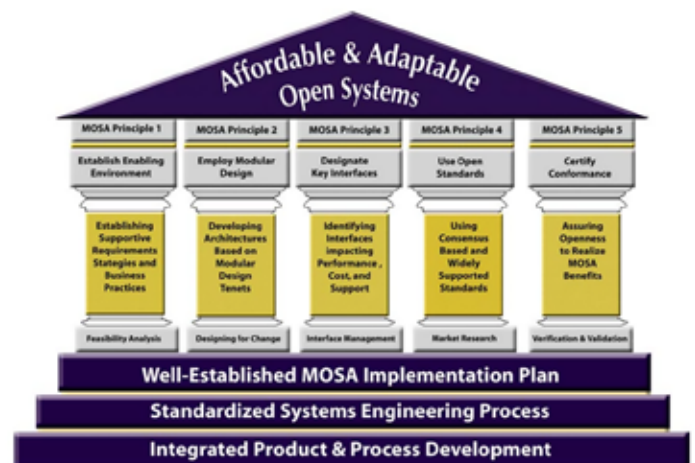 Affordable & Adaptable
Open Systems
MOSA Principle 1
MOSA Principle 2
MOSA Principle 3
MOSA Principle 4
MOSA Principle 5
Establish Enabling
Environment
Employ Modular
Design
Designate
Key Interfaces
Use Open
Standards
Certify
Conformance
Establishing
Supportive
Requirements
Stategies and
Business
Practices
Developing
Architectures
Based on
Modular
Design
Tenets
Identifying
Interfaces
impacting
Performance ,
Cost, and
Support
Using
Consensus
Based and
Widely
Supported
Standards
Assuring
Openness
to Realize
MOSA
Benefits
Feasibility Analysis
Designing for Change
Interface Management
Market Research
Verification & Validation
Well-Established MOSA Implementation Plan
Standardized Systems Engineering Process
Integrated Product & Process Development